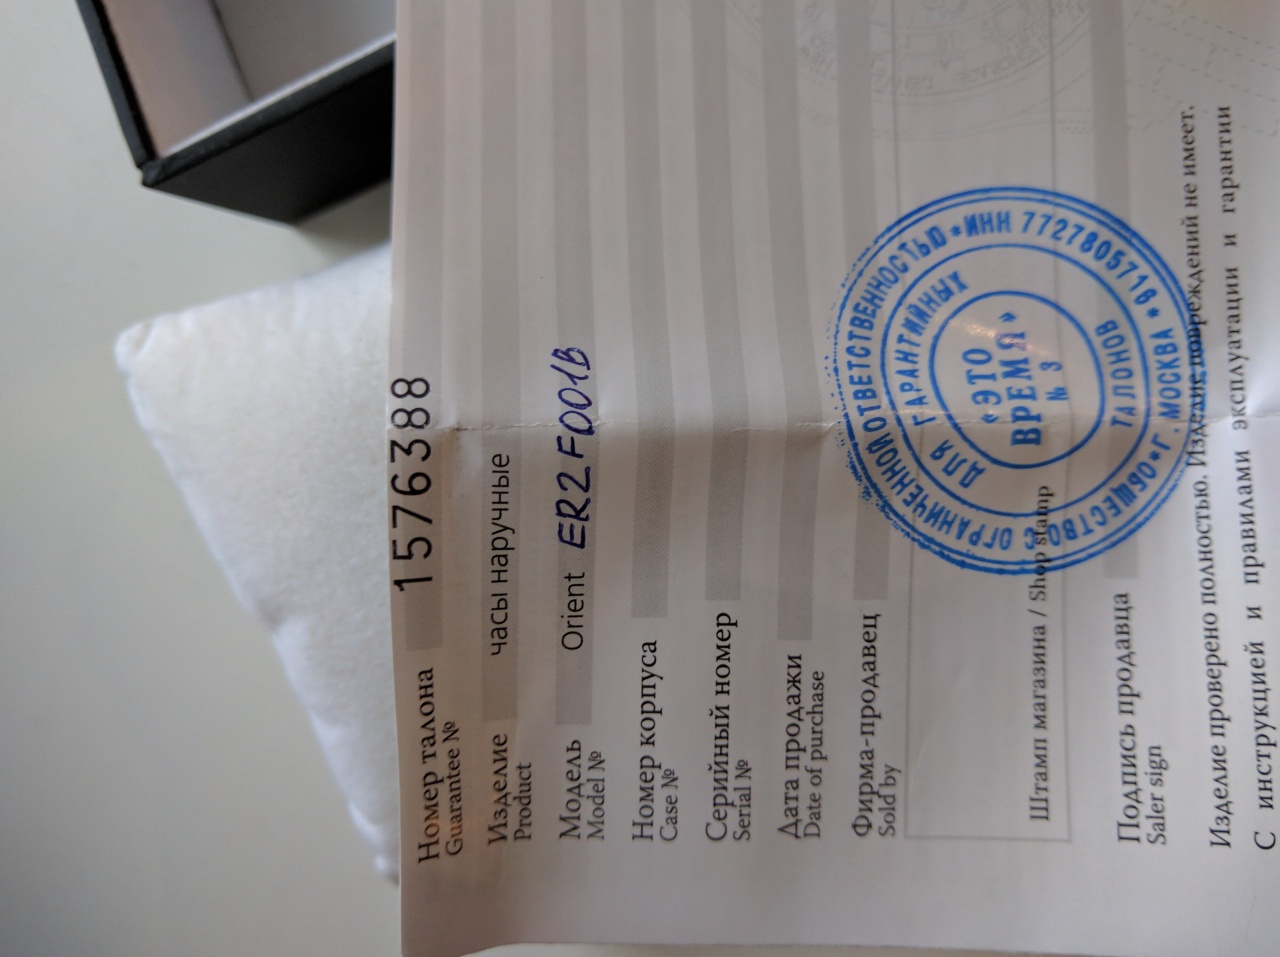 Номер талона 1576388
Guarantee №
Изделие часы наручные
Product
Модель Orient ER2F001B
Model №
Номер корпуса
Case №
Серийный номер
Serial №
Дата продажи
Date of purchase
Фирма-продавец
Sold by
Штамп магазина / Shop stamp
ОБЩЕСТВО С ОГРАНИЧЕННОЙ ОТВЕТСТВЕННОСТЬЮ * ИНН 7727805716 * Г. МОСКВА *
ДЛЯ ГАРАНТИЙНЫХ ТАЛОНОВ
«ЭТО
ВРЕМЯ»
№ 3
Подпись продавца
Saler sign
Изделие проверено полностью. Изделие повреждений не имеет.
С инструкцией и правилами эксплуатации и гарантии